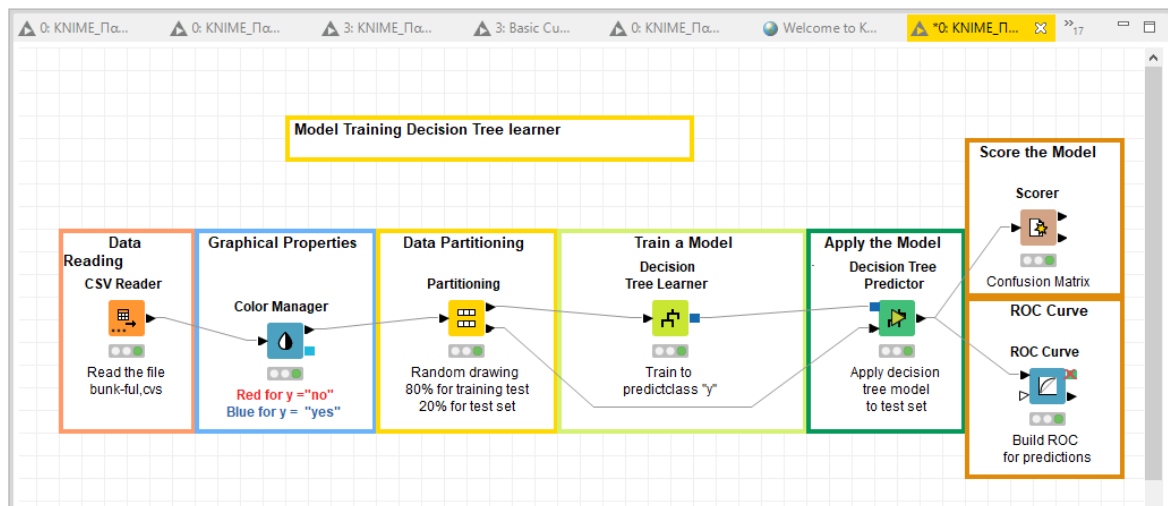 0: KNIME_Πα...
0: KNIME_Πα...
3: KNIME_Πα...
3: Basic Cu...
0: KNIME_Πα...
Welcome to K...
*0: KNIME_Π...
»17
Model Training Decision Tree learner
Score the Model
Scorer
Confusion Matrix
Data
Reading
CSV Reader
Read the file
bunk-ful,cvs
Graphical Properties
Color Manager
Red for y ="no"
Blue for y = "yes"
Data Partitioning
Partitioning
Random drawing
80% for training test
20% for test set
Train a Model
Decision
Tree Learner
Train to
predictclass "y"
Apply the Model
Decision Tree
Predictor
Apply decision
tree model
to test set
ROC Curve
ROC Curve
Build ROC
for predictions